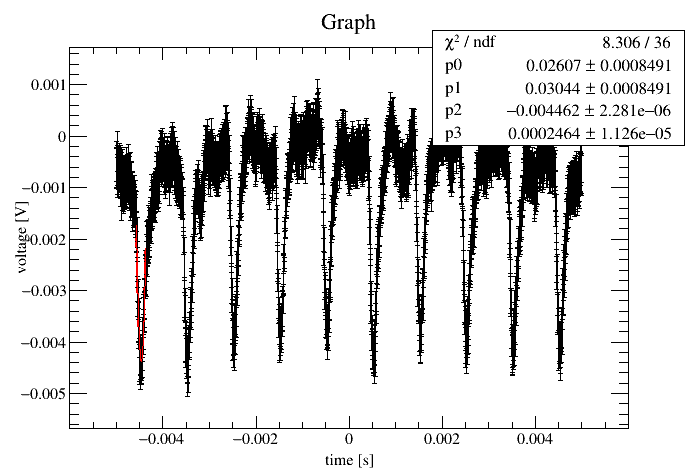 Graph
χ² / ndf 8.306 / 36
p0 0.02607 ± 0.0008491
p1 0.03044 ± 0.0008491
p2 −0.004462 ± 2.281e−06
p3 0.0002464 ± 1.126e−05
0.001
0
−0.001
−0.002
−0.003
−0.004
−0.005
voltage [V]
−0.004 −0.002 0 0.002 0.004
time [s]